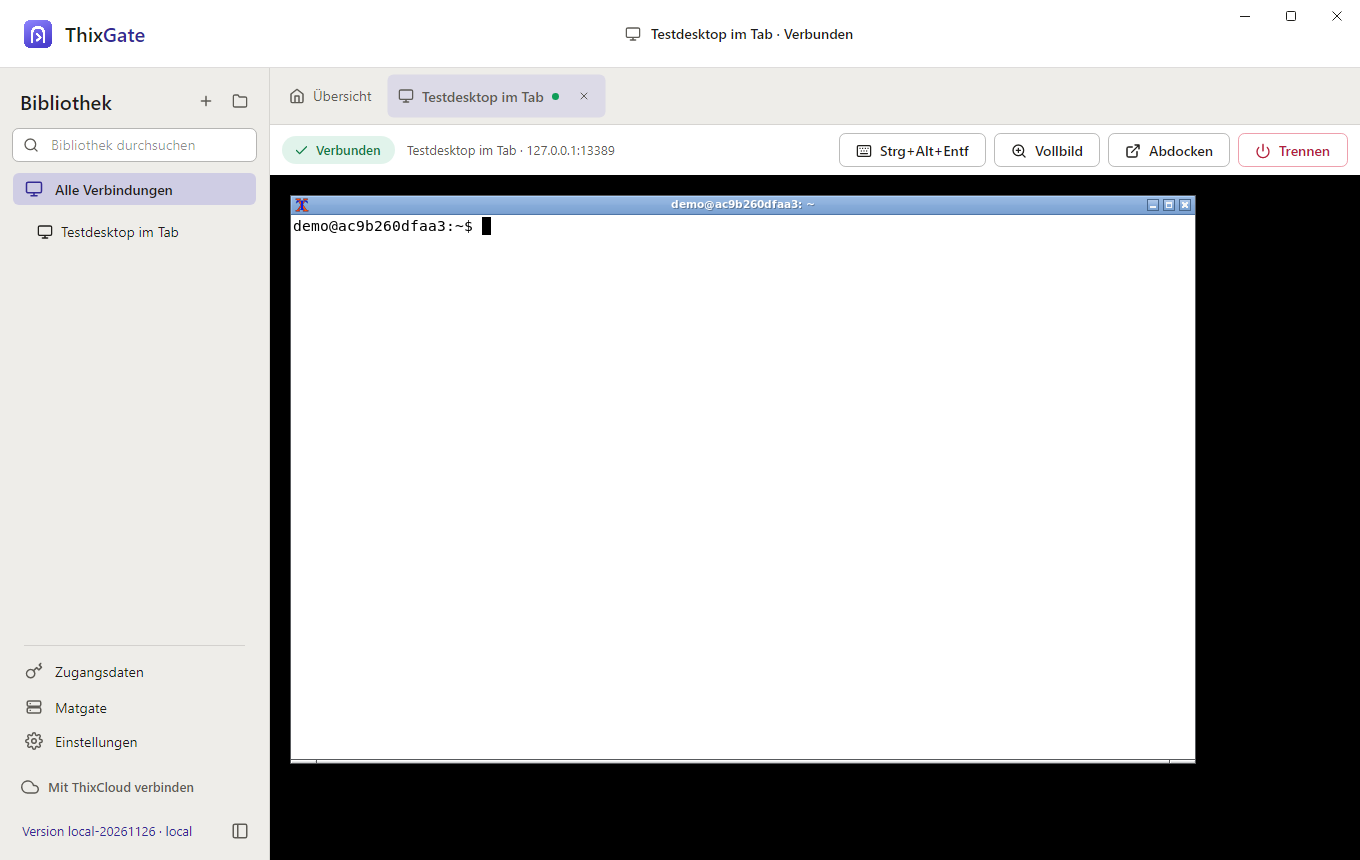 ThixGate
Testdesktop im Tab · Verbunden
Bibliothek
Bibliothek durchsuchen
Alle Verbindungen
Testdesktop im Tab
Zugangsdaten
Matgate
Einstellungen
Mit ThixCloud verbinden
Version local-20261126 · local
Übersicht
Testdesktop im Tab
Verbunden
Testdesktop im Tab · 127.0.0.1:13389
Strg+Alt+Entf
Vollbild
Abdocken
Trennen
demo@ac9b260dfaa3: ~
demo@ac9b260dfaa3:~$